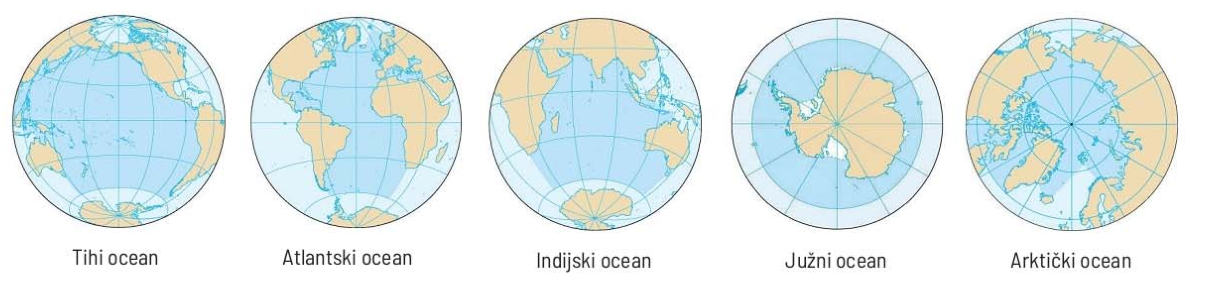 Tihi ocean
Atlantski ocean
Indijski ocean
Južni ocean
Arktički ocean